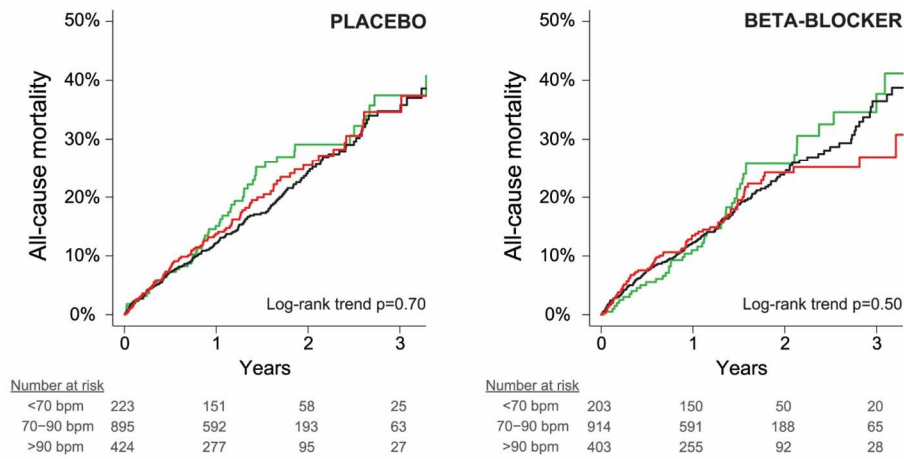 PLACEBO
50%
40%
30%
20%
10%
0%
All-cause mortality
Log-rank trend p=0.70
0 1 2 3
Years
Number at risk
<70 bpm 223 151 58 25
70−90 bpm 895 592 193 63
>90 bpm 424 277 95 27
BETA-BLOCKER
50%
40%
30%
20%
10%
0%
All-cause mortality
Log-rank trend p=0.50
0 1 2 3
Years
Number at risk
<70 bpm 203 150 50 20
70−90 bpm 914 591 188 65
>90 bpm 403 255 92 28